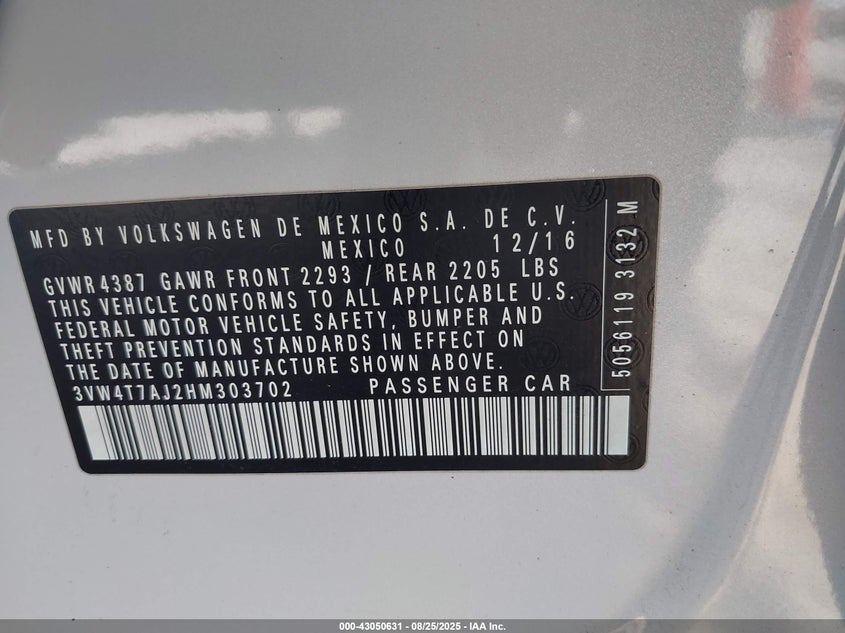 MFD BY VOLKSWAGEN DE MEXICO S.A. DE C.V.
MEXICO 12/16
GVWR 4387 GAWR FRONT 2293 / REAR 2205 LBS
THIS VEHICLE CONFORMS TO ALL APPLICABLE U.S.
FEDERAL MOTOR VEHICLE SAFETY, BUMPER AND
THEFT PREVENTION STANDARDS IN EFFECT ON
THE DATE OF MANUFACTURE SHOWN ABOVE.
3VW4T7AJ2HM303702 PASSENGER CAR
5056119 3132 M
000-43050631 - 08/25/2025 - IAA Inc.